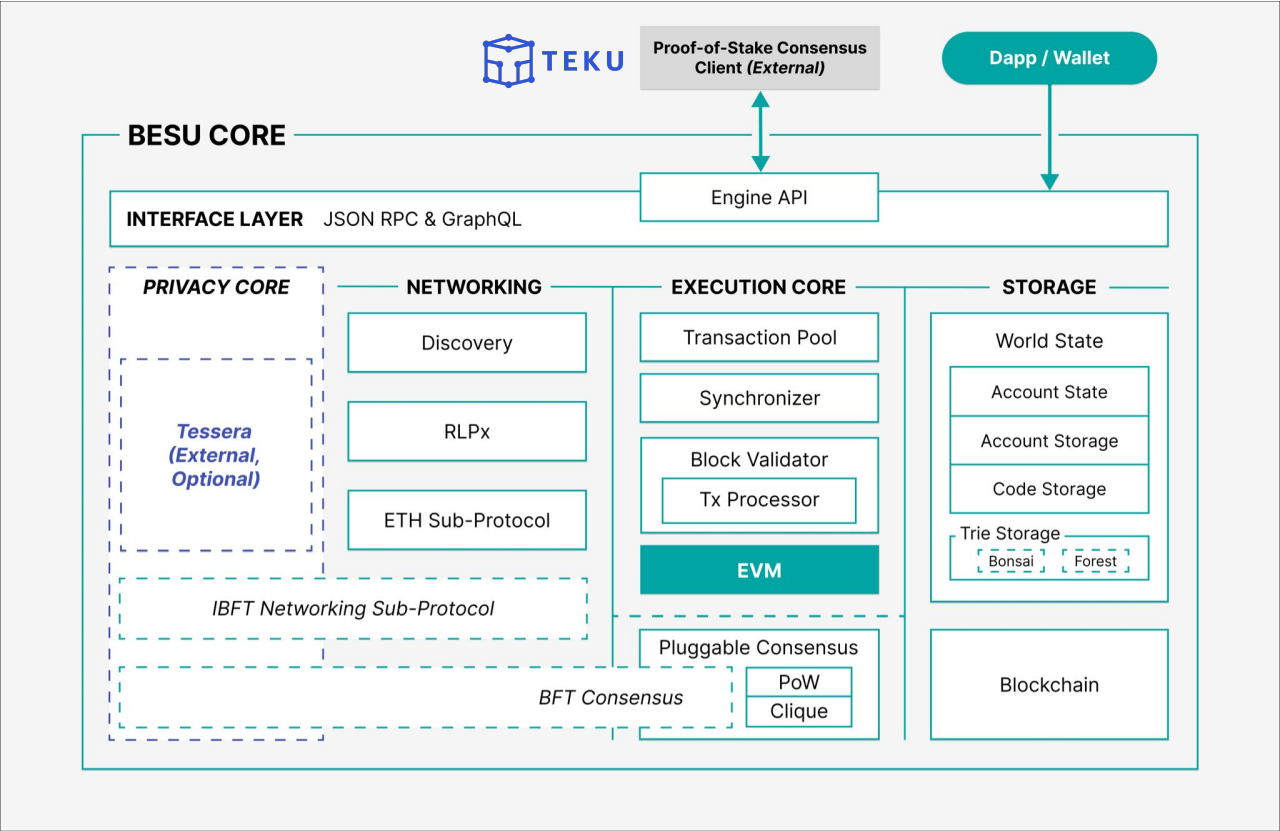 TEKU
Proof-of-Stake Consensus
Client (External)
Dapp / Wallet
BESU CORE
Engine API
INTERFACE LAYER JSON RPC & GraphQL
PRIVACY CORE
Tessera
(External,
Optional)
NETWORKING
Discovery
RLPx
ETH Sub-Protocol
IBFT Networking Sub-Protocol
BFT Consensus
EXECUTION CORE
Transaction Pool
Synchronizer
Block Validator
Tx Processor
EVM
Pluggable Consensus
PoW
Clique
STORAGE
World State
Account State
Account Storage
Code Storage
Trie Storage
Bonsai Forest
Blockchain